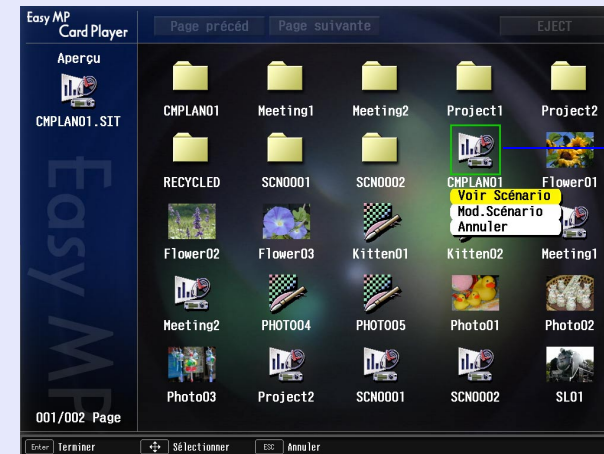 Easy MP
Card Player
Page précéd Page suivante EJECT
Aperçu
CMPLAN01.SIT
Easy MP
CMPLAN01 Meeting1 Meeting2 Project1 Project2
RECYCLED SCN0001 SCN0002 CMPLAN01 Flower01
Voir Scénario
Mod.Scénario
Annuler
Flower02 Flower03 Kitten01 Kitten02 Meeting1
Meeting2 PHOTO04 PHOTO05 Photo01 Photo02
Photo03 Project2 SCN0001 SCN0002 SL01
001/002 Page
Enter Terminer Sélectionner ESC Annuler